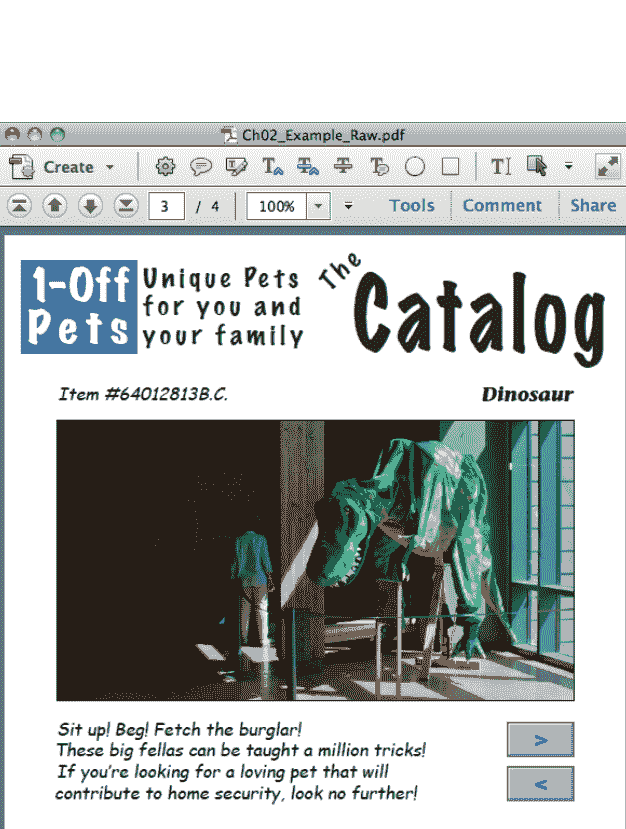 Ch02_Example_Raw.pdf
Create
3 / 4 100% Tools Comment Share
1-Off
Pets
Unique Pets
for you and
your family
The
Catalog
Item #64012813B.C. Dinosaur
Sit up! Beg! Fetch the burglar!
These big fellas can be taught a million tricks!
If you're looking for a loving pet that will
contribute to home security, look no further!
>
<